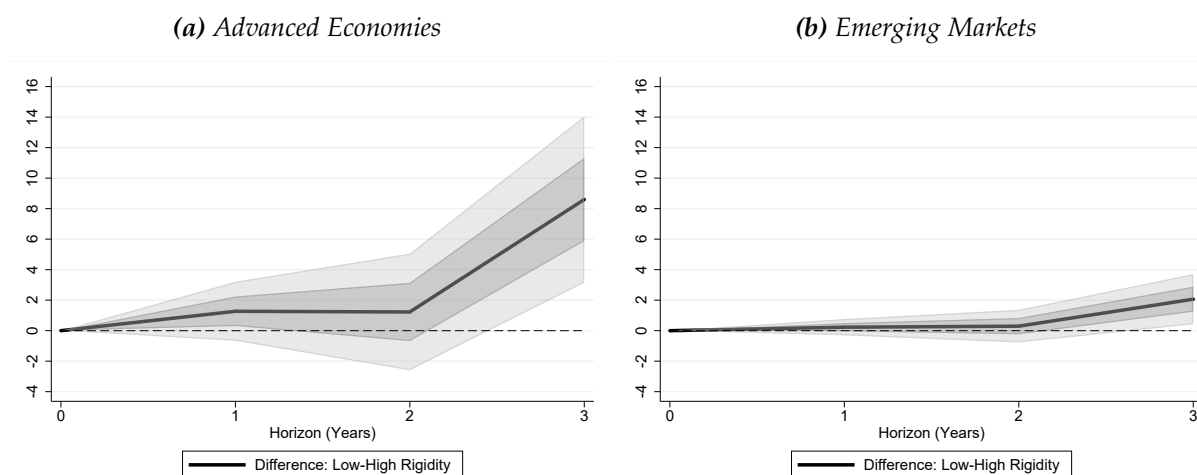 (a) Advanced Economies
16
14
12
10
8
6
4
2
0
-2
-4
0 1 2 3
Horizon (Years)
Difference: Low-High Rigidity
(b) Emerging Markets
16
14
12
10
8
6
4
2
0
-2
-4
0 1 2 3
Horizon (Years)
Difference: Low-High Rigidity